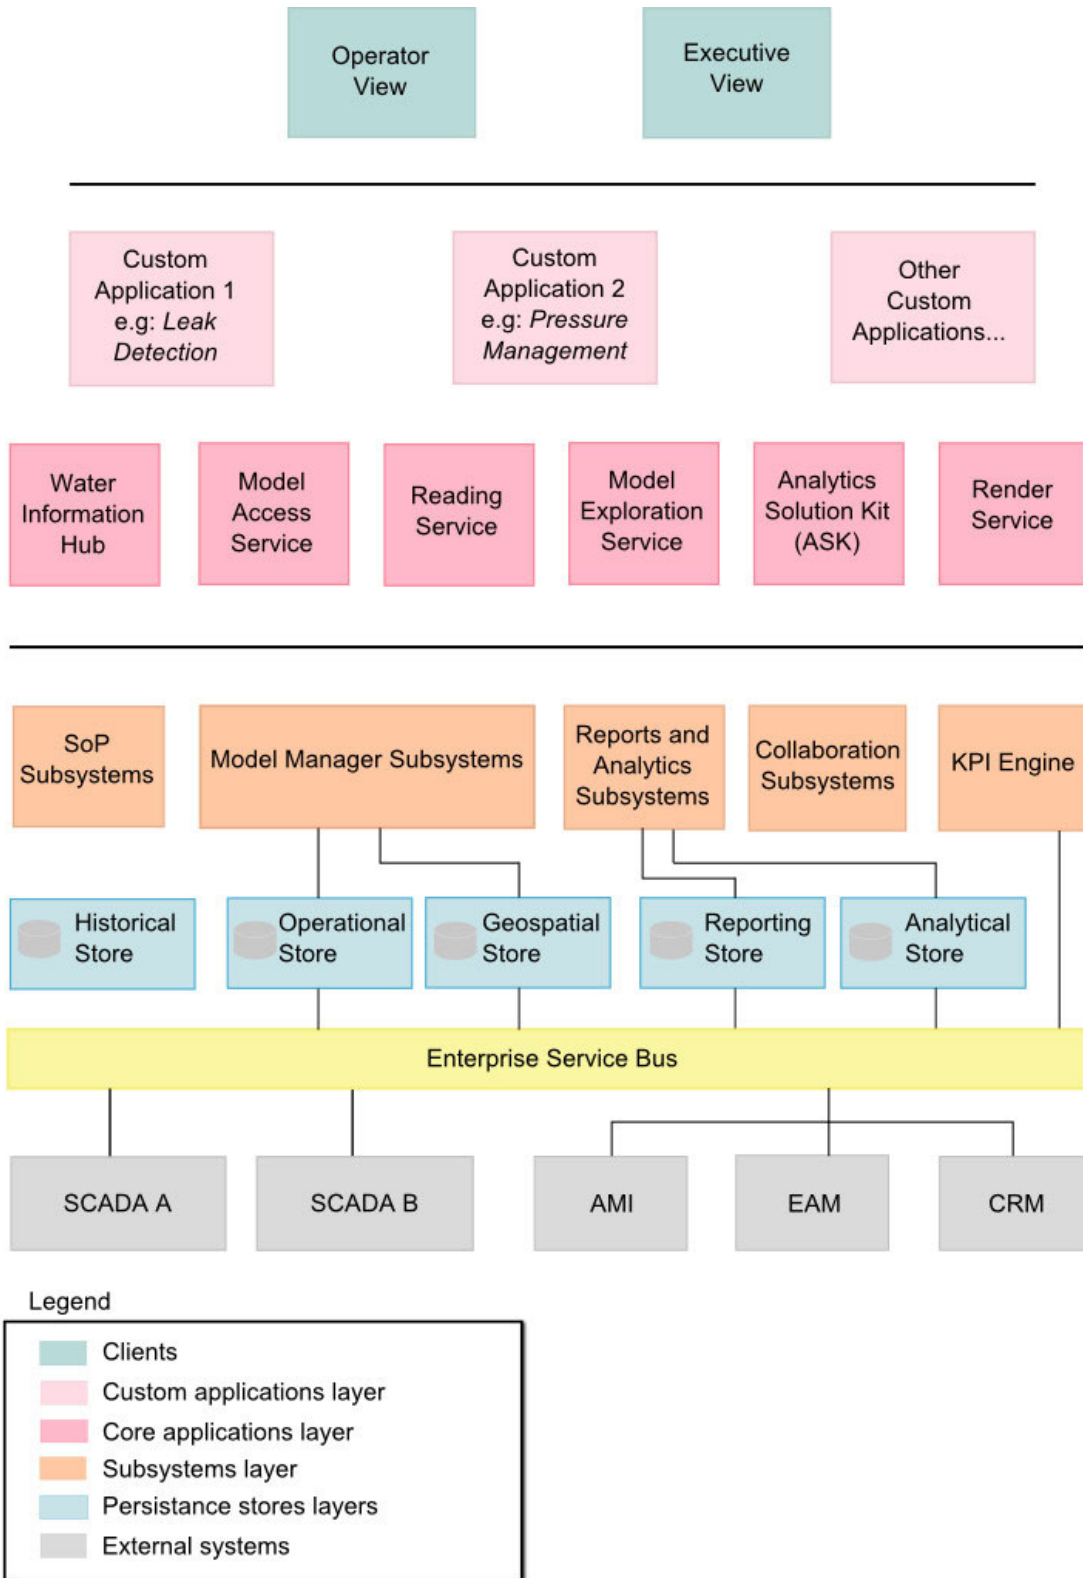 Operator
View
Executive
View
Custom
Application 1
e.g: Leak
Detection
Custom
Application 2
e.g: Pressure
Management
Other
Custom
Applications...
Water
Information
Hub
Model
Access
Service
Reading
Service
Model
Exploration
Service
Analytics
Solution Kit
(ASK)
Render
Service
SoP
Subsystems
Model Manager Subsystems
Reports and
Analytics
Subsystems
Collaboration
Subsystems
KPI Engine
Historical
Store
Operational
Store
Geospatial
Store
Reporting
Store
Analytical
Store
Enterprise Service Bus
SCADA A
SCADA B
AMI
EAM
CRM
Legend
Clients
Custom applications layer
Core applications layer
Subsystems layer
Persistance stores layers
External systems